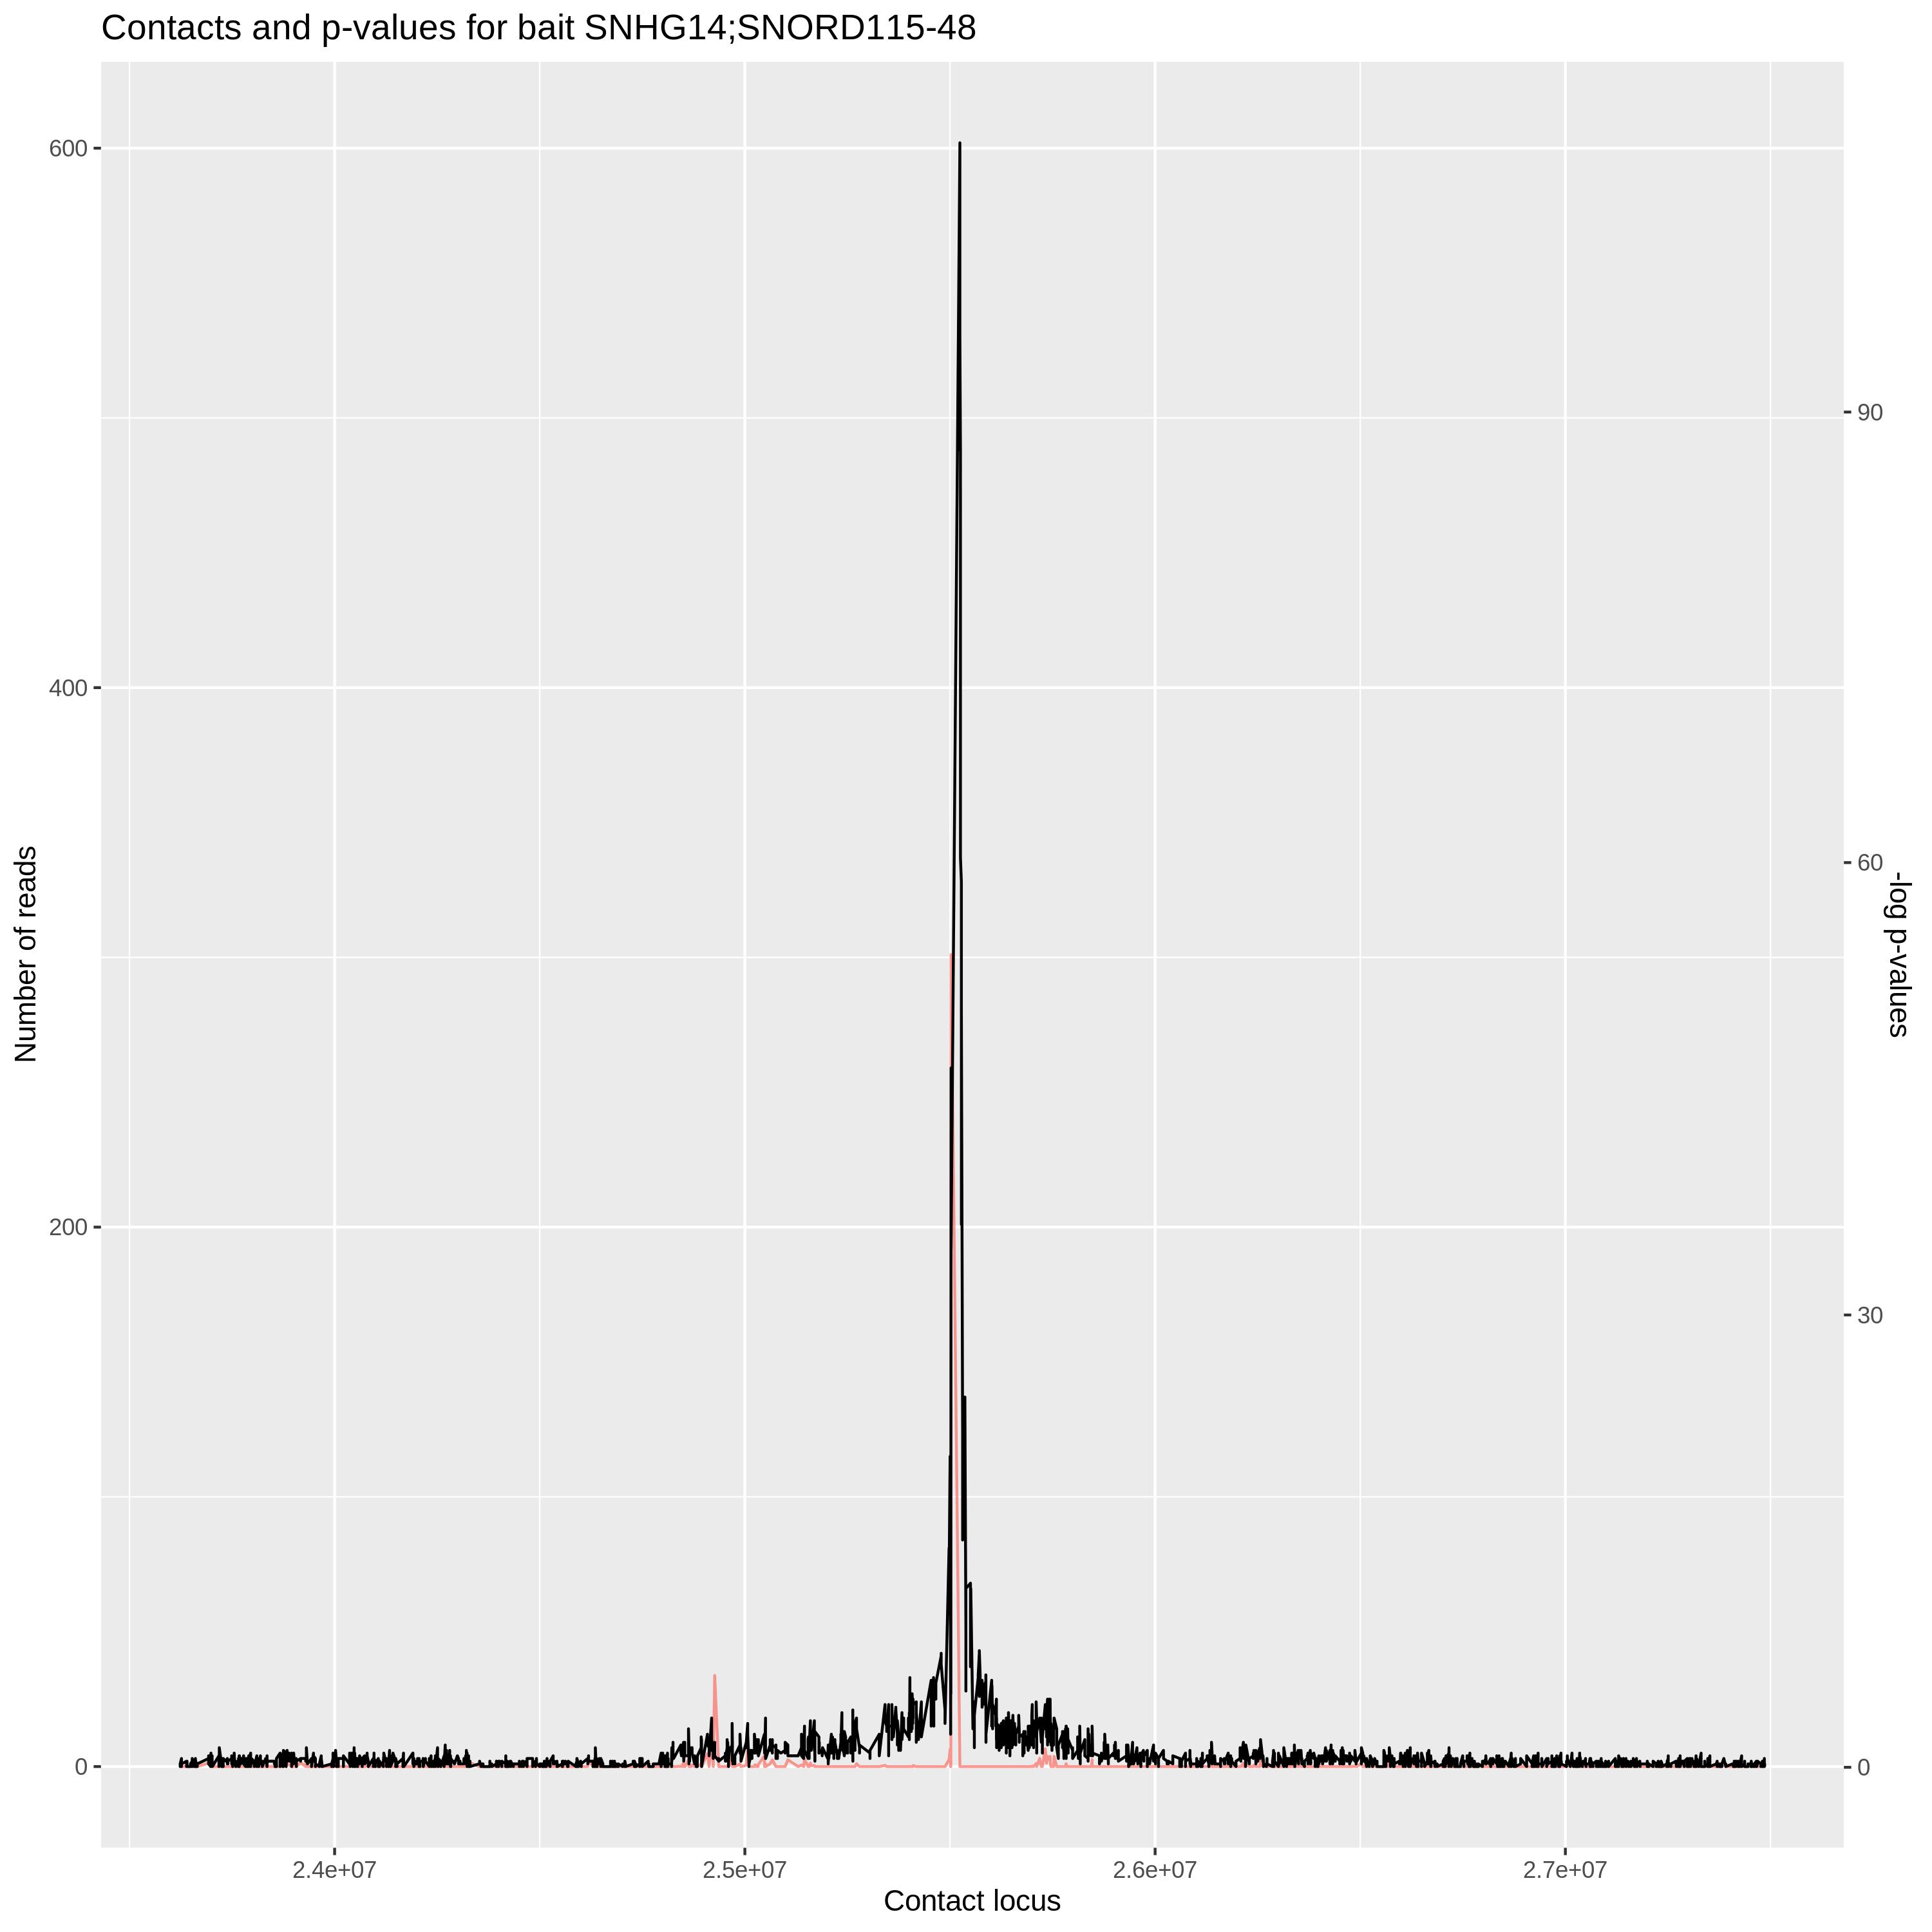 Contacts and p-values for bait SNHG14;SNORD115-48
600
400
200
0
Number of reads
90
60
30
0
-log p-values
2.4e+07
2.5e+07
2.6e+07
2.7e+07
Contact locus